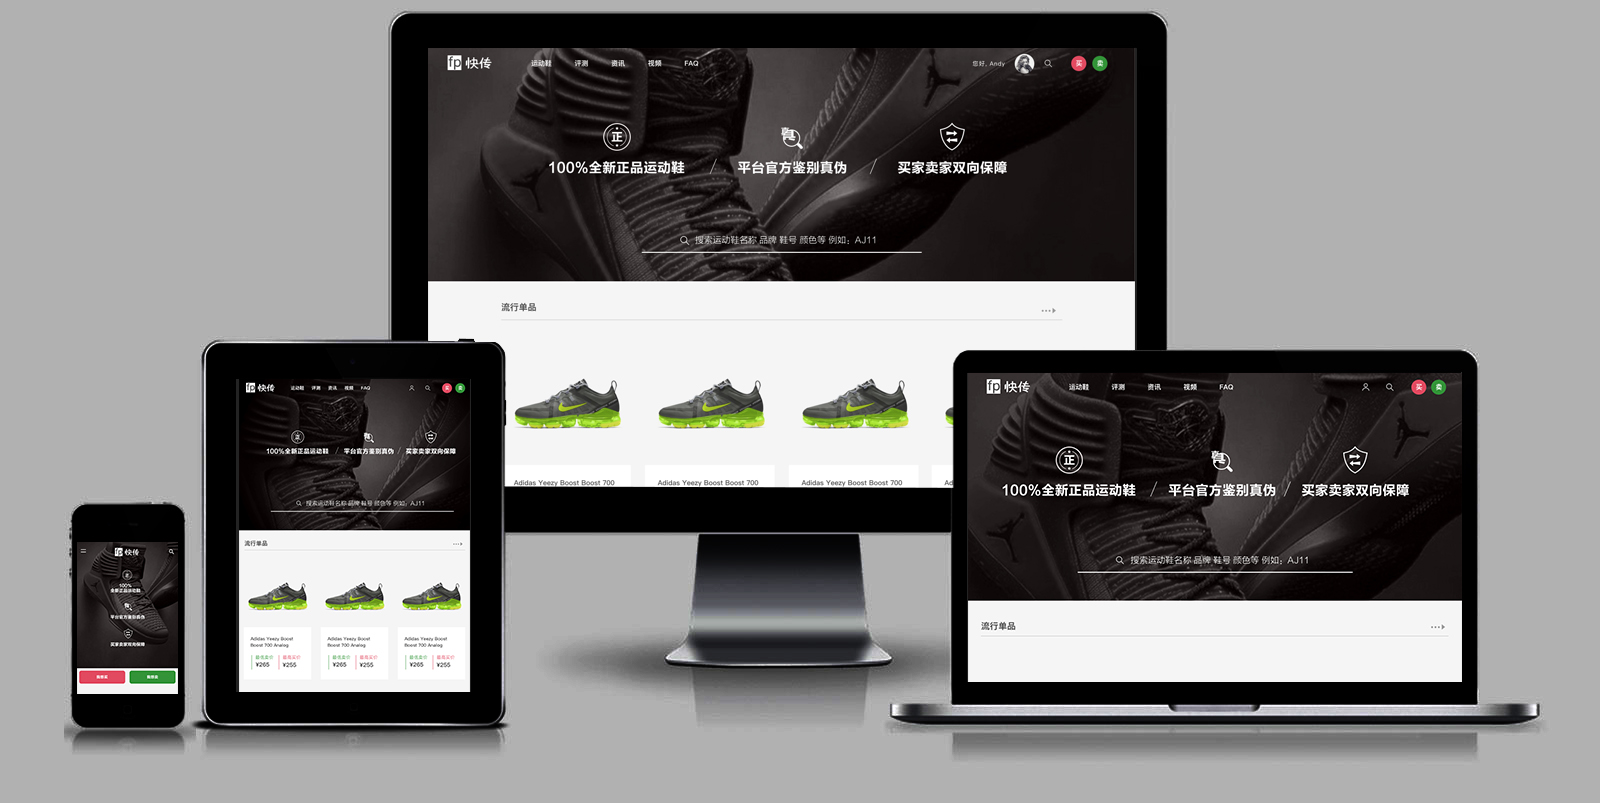 fp 快传 运动鞋 评测 资讯 视频 FAQ 您好, Andy 买 卖
正
100%全新正品运动鞋 / 平台官方鉴别真伪 / 买家卖家双向保障
搜索运动鞋名称 品牌 鞋号 颜色等 例如：AJ11
流行单品
Adidas Yeezy Boost Boost 700 Adidas Yeezy Boost Boost 700 Adidas Yeezy Boost Boost 700 Ad
fp 快传 运动鞋 评测 资讯 视频 FAQ 买 卖
正
100%全新正品运动鞋 / 平台官方鉴别真伪 / 买家卖家双向保障
搜索运动鞋名称 品牌 鞋号 颜色等 例如：AJ11
流行单品
Adidas Yeezy Boost Adidas Yeezy Boost Adidas Yeezy Boost
Boost 700 Analog Boost 700 Analog Boost 700 Analog
最低卖价 最高买价 最低卖价 最高买价 最低卖价 最高买价
¥265 ¥255 ¥265 ¥255 ¥265 ¥255
fp 快传
正
100%
全新正品运动鞋
平台官方鉴别真伪
买家卖家双向保障
我想买 我想卖
fp 快传 运动鞋 评测 资讯 视频 FAQ 买 卖
正
100%全新正品运动鞋 / 平台官方鉴别真伪 / 买家卖家双向保障
搜索运动鞋名称 品牌 鞋号 颜色等 例如：AJ11
流行单品